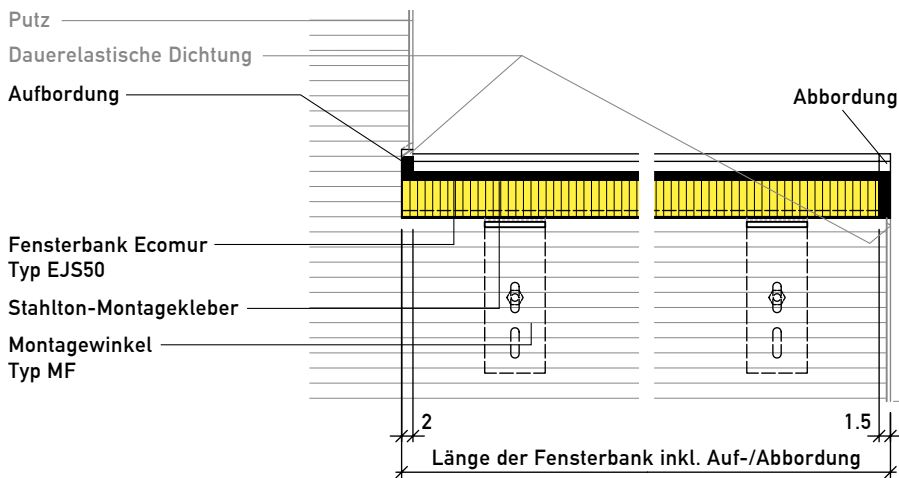 Putz
Dauerelastische Dichtung
Aufbordung
Abbordung
Fensterbank Ecomur
Typ EJS50
Stahlton-Montagekleber
Montagewinkel
Typ MF
2
1.5
Länge der Fensterbank inkl. Auf-/Abbordung